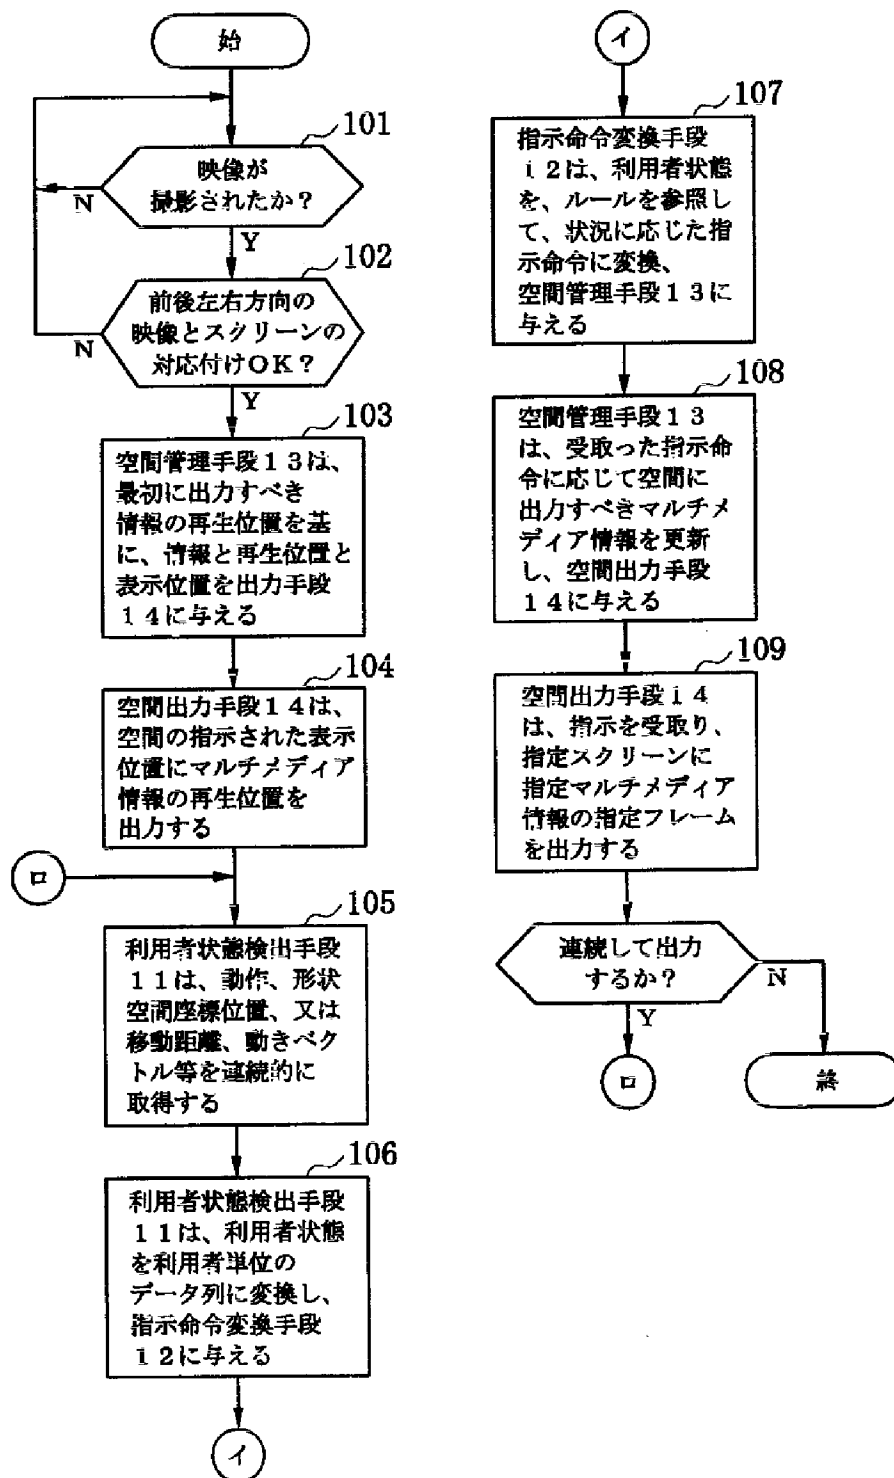 始
101
映像が
撮影されたか？
N
Y
102
前後左右方向の
映像とスクリーンの
対応付けＯＫ？
N
Y
103
空間管理手段１３は、
最初に出力すべき
情報の再生位置を基
に、情報と再生位置と
表示位置を出力手段
１４に与える
104
空間出力手段１４は、
空間の指示された表示
位置にマルチメディア
情報の再生位置を
出力する
ロ
105
利用者状態検出手段
１１は、動作、形状
空間座標位置、又は
移動距離、動きベク
トル等を連続的に
取得する
106
利用者状態検出手段
１１は、利用者状態
を利用者単位の
データ列に変換し、
指示命令変換手段
１２に与える
イ
イ
107
指示命令変換手段
１２は、利用者状態
を、ルールを参照し
て、状況に応じた指
示命令に変換、
空間管理手段１３に
与える
108
空間管理手段１３
は、受取った指示命
令に応じて空間に
出力すべきマルチメ
ディア情報を更新
し、空間出力手段
１４に与える
109
空間出力手段１４
は、指示を受取り、
指定スクリーンに
指定マルチメディア
情報の指定フレーム
を出力する
連続して出力
するか？
N
Y
ロ
終